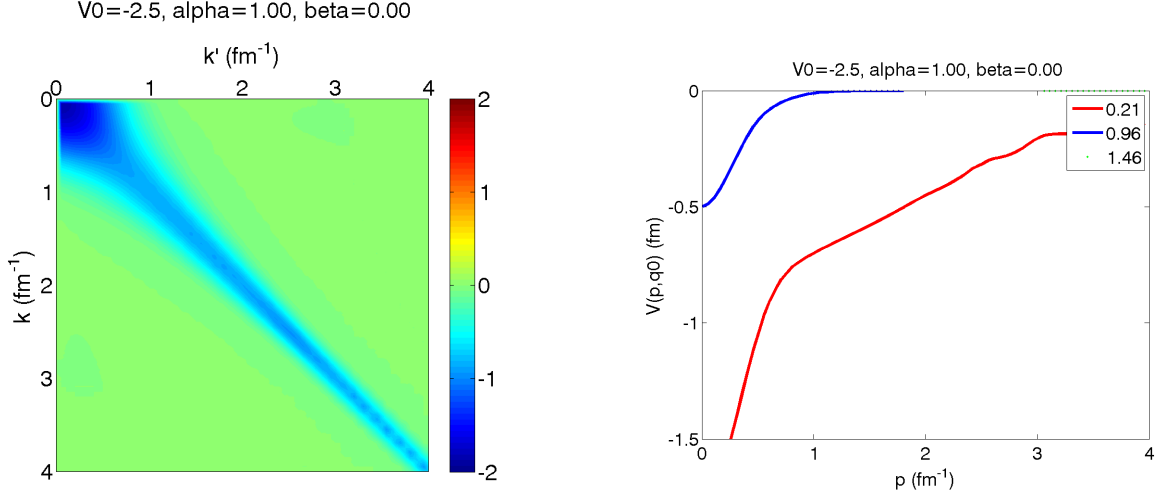 V0=-2.5, alpha=1.00, beta=0.00
k' (fm-1)
0 1 2 3 4
0
1
2
3
4
k (fm-1)
2
1
0
-1
-2
V0=-2.5, alpha=1.00, beta=0.00
0
-0.5
-1
-1.5
V(p,q0) (fm)
0.21
0.96
1.46
0 1 2 3 4
p (fm-1)